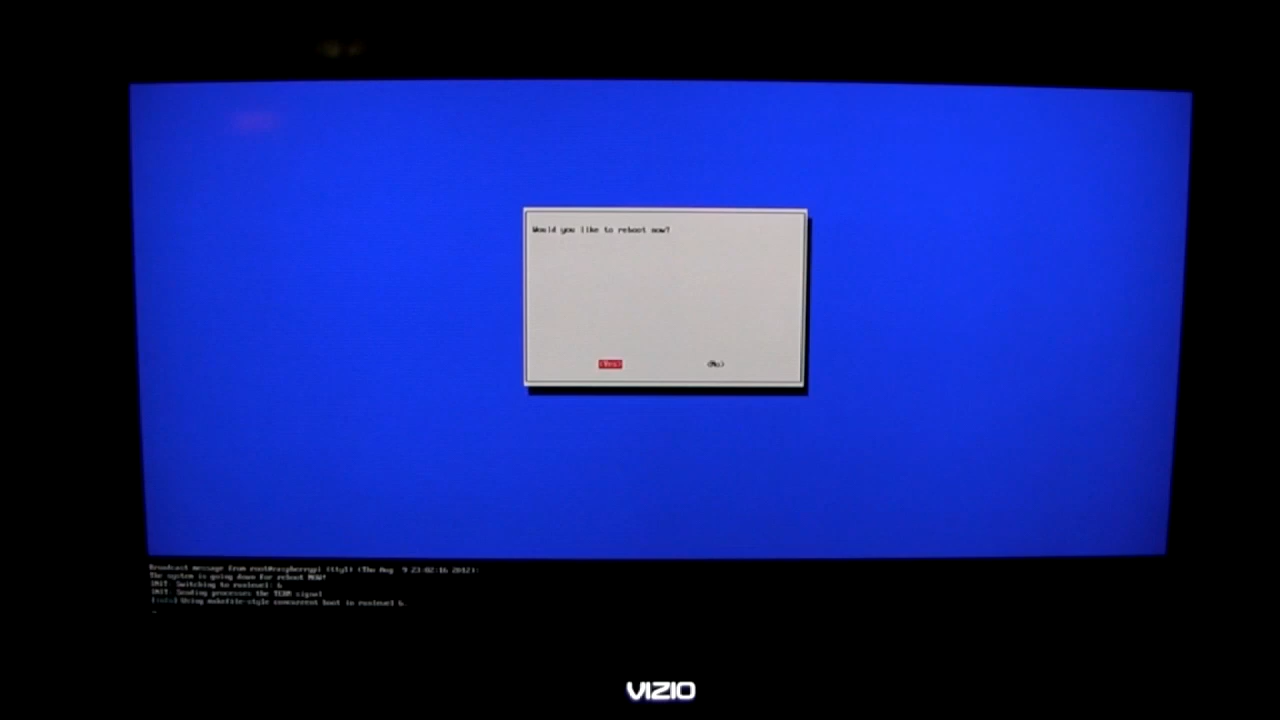 Would you like to reboot now?
<Yes>
<No>
Broadcast message from root@raspberrypi (tty1) (Thu Aug  9 23:02:16 2012):
The system is going down for reboot NOW!
INIT: Switching to runlevel: 6
INIT: Sending processes the TERM signal
[info] Using makefile-style concurrent boot in runlevel 6.
VIZIO